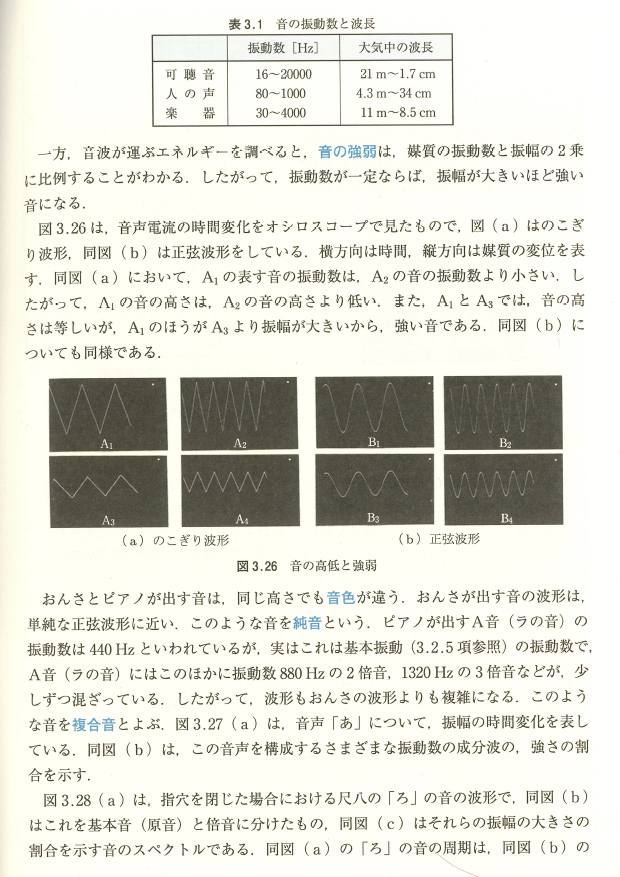 表 3.1 音の振動数と波長
振動数［Hz］ 大気中の波長
可聴音 16〜20000 21 m〜1.7 cm
人の声 80〜1000 4.3 m〜34 cm
楽器 30〜4000 11 m〜8.5 cm
一方，音波が運ぶエネルギーを調べると，音の強弱は，媒質の振動数と振幅の 2 乗
に比例することがわかる．したがって，振動数が一定ならば，振幅が大きいほど強い
音になる．
図 3.26 は，音声電流の時間変化をオシロスコープで見たもので，図（a）はのこぎ
り波形，同図（b）は正弦波形をしている．横方向は時間，縦方向は媒質の変位を表
す．同図（a）において，A1 の表す音の振動数は，A2 の音の振動数より小さい．し
たがって，A1 の音の高さは，A2 の音の高さより低い．また，A1 と A3 では，音の高
さは等しいが，A1 のほうが A3 より振幅が大きいから，強い音である．同図（b）に
ついても同様である．
A1 A2 B1 B2
A3 A4 B3 B4
（a）のこぎり波形 （b）正弦波形
図 3.26 音の高低と強弱
おんさとピアノが出す音は，同じ高さでも音色が違う．おんさが出す音の波形は，
単純な正弦波形に近い．このような音を純音という．ピアノが出す A 音（ラの音）の
振動数は 440 Hz といわれているが，実はこれは基本振動（3.2.5 項参照）の振動数で，
A 音（ラの音）にはこのほかに振動数 880 Hz の 2 倍音，1320 Hz の 3 倍音などが，少
しずつ混ざっている．したがって，波形もおんさの波形よりも複雑になる．このよう
な音を複合音とよぶ．図 3.27（a）は，音声「あ」について，振幅の時間変化を表し
ている．同図（b）は，この音声を構成するさまざまな振動数の成分波の，強さの割
合を示す．
図 3.28（a）は，指穴を閉じた場合における尺八の「ろ」の音の波形で，同図（b）
はこれを基本音（原音）と倍音に分けたもの，同図（c）はそれらの振幅の大きさの
割合を示す音のスペクトルである．同図（a）の「ろ」の音の周期は，同図（b）の